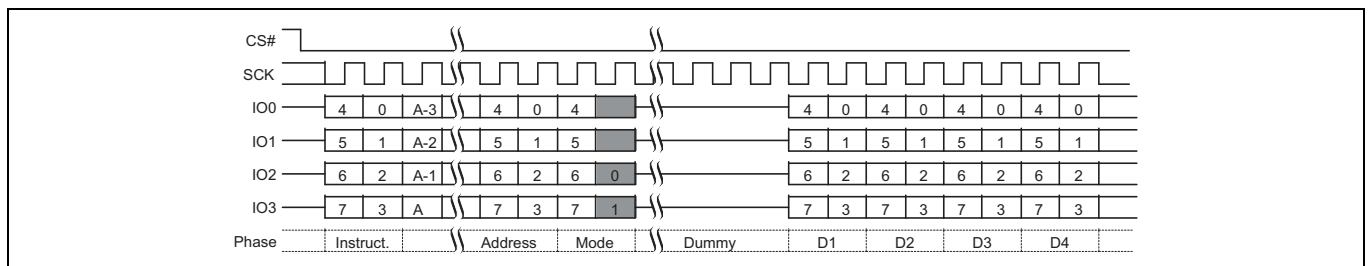 CS#
SCK
IO0 4 0 A-3 4 0 4 4 0 4 0 4 0 4 0
IO1 5 1 A-2 5 1 5 5 1 5 1 5 1 5 1
IO2 6 2 A-1 6 2 6 0 6 2 6 2 6 2 6 2
IO3 7 3 A 7 3 7 1 7 3 7 3 7 3 7 3
Phase Instruct. Address Mode Dummy D1 D2 D3 D4